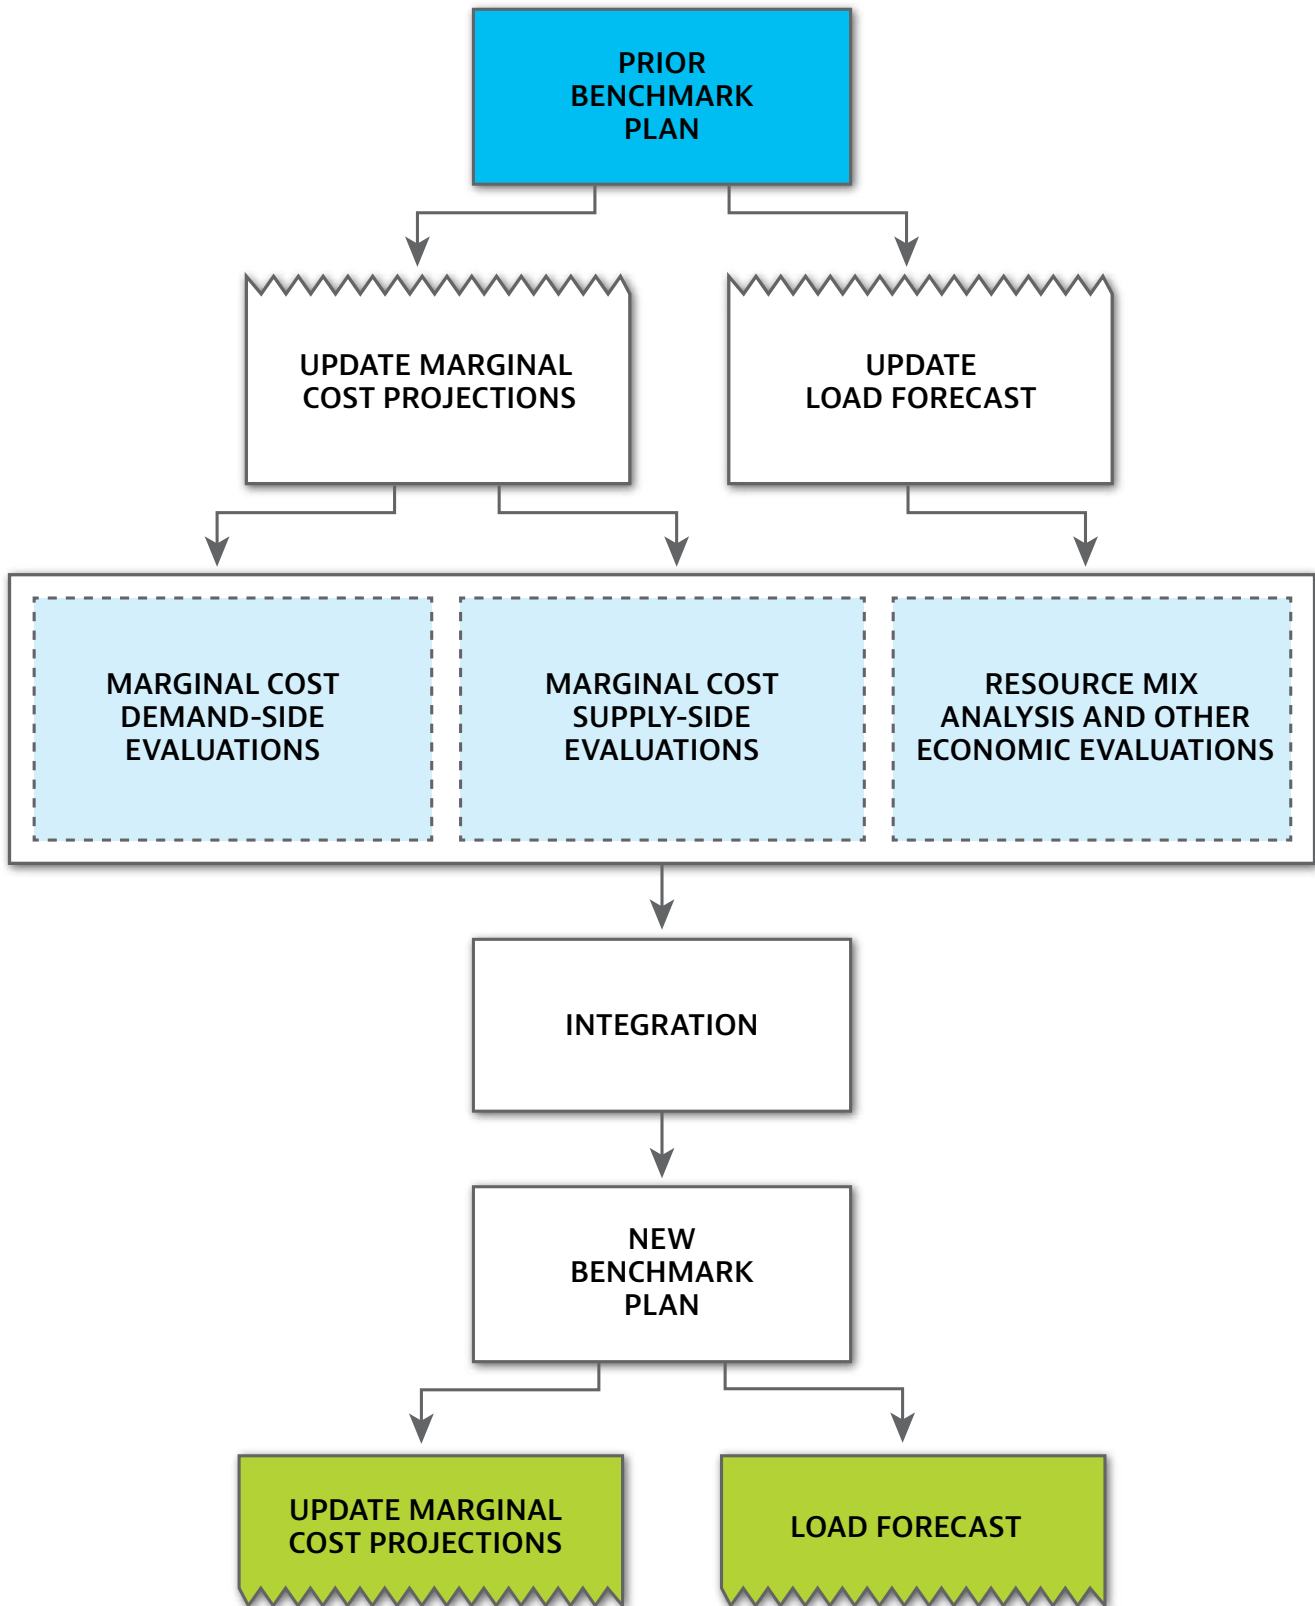 PRIOR
BENCHMARK
PLAN
UPDATE MARGINAL
COST PROJECTIONS
UPDATE
LOAD FORECAST
MARGINAL COST
DEMAND-SIDE
EVALUATIONS
MARGINAL COST
SUPPLY-SIDE
EVALUATIONS
RESOURCE MIX
ANALYSIS AND OTHER
ECONOMIC EVALUATIONS
INTEGRATION
NEW
BENCHMARK
PLAN
UPDATE MARGINAL
COST PROJECTIONS
LOAD FORECAST